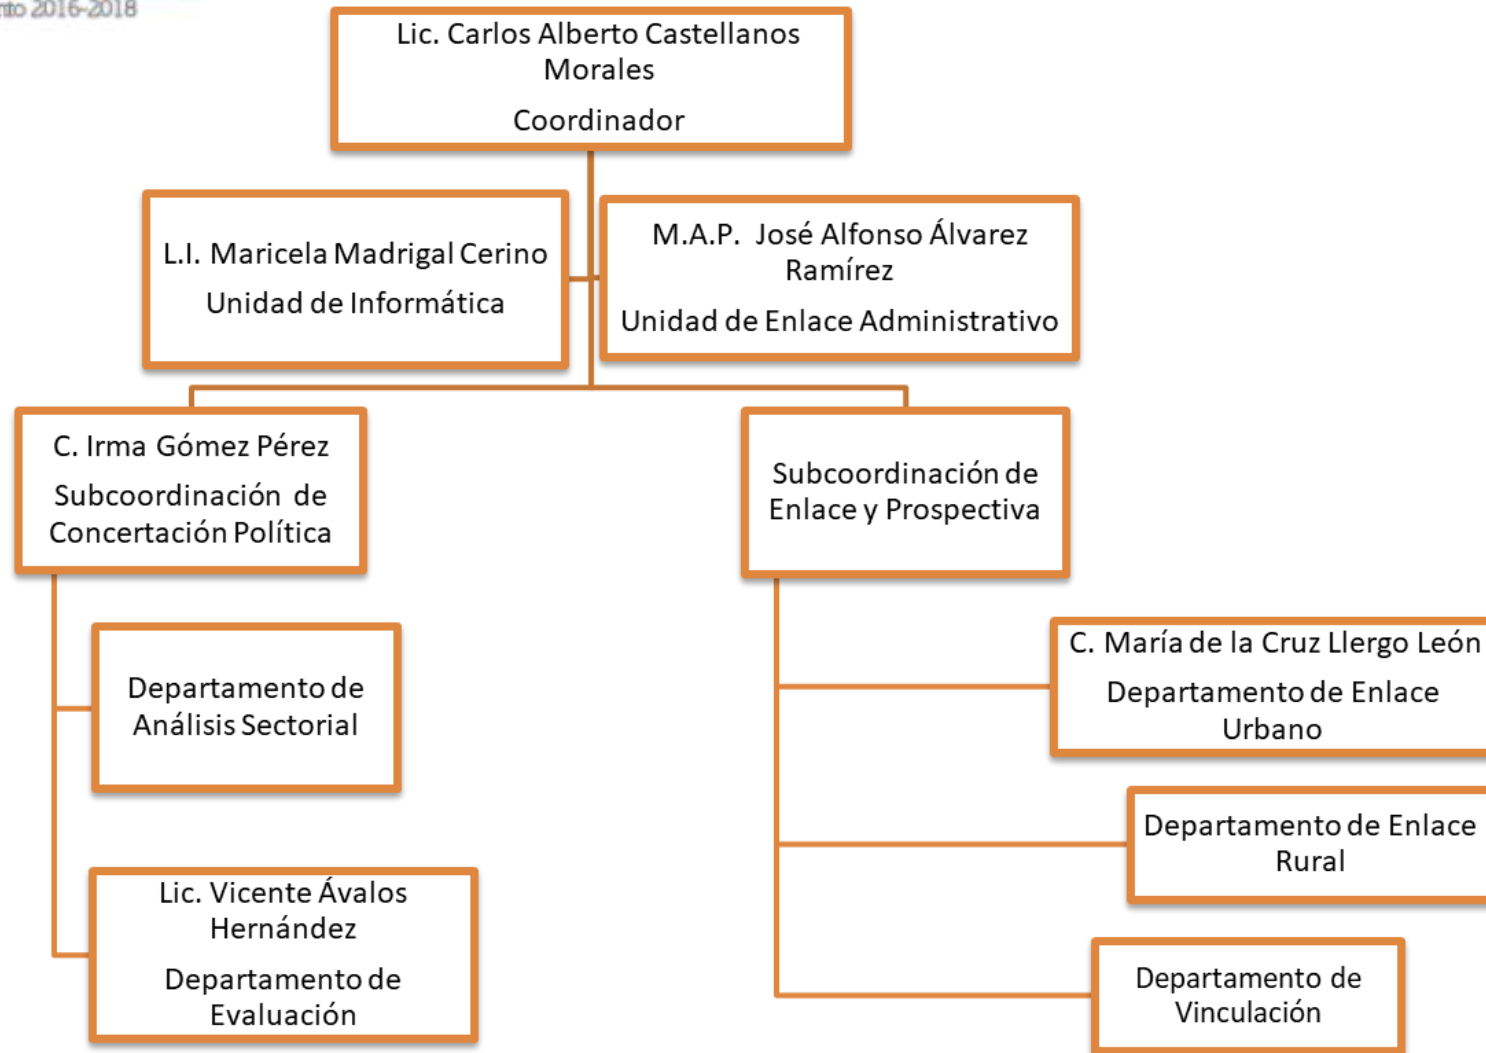 2016-2018
Lic. Carlos Alberto Castellanos
Morales
Coordinador
L.I. Maricela Madrigal Cerino
Unidad de Informática
M.A.P. José Alfonso Álvarez
Ramírez
Unidad de Enlace Administrativo
C. Irma Gómez Pérez
Subcoordinación de
Concertación Política
Subcoordinación de
Enlace y Prospectiva
Departamento de
Análisis Sectorial
Lic. Vicente Ávalos
Hernández
Departamento de
Evaluación
C. María de la Cruz Llergo León
Departamento de Enlace
Urbano
Departamento de Enlace
Rural
Departamento de
Vinculación